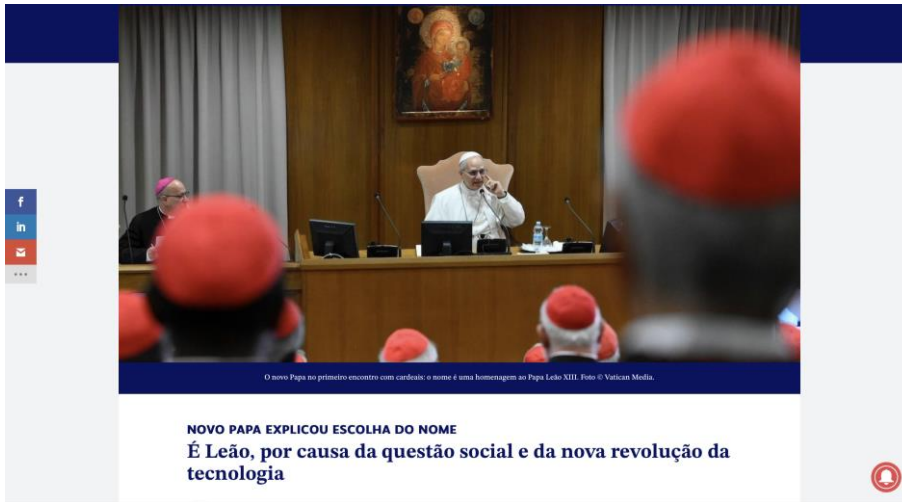 f
in
O novo Papa no primeiro encontro com cardeais: o nome é uma homenagem ao Papa Leão XIII. Foto © Vatican Media.
NOVO PAPA EXPLICOU ESCOLHA DO NOME
É Leão, por causa da questão social e da nova revolução da
tecnologia